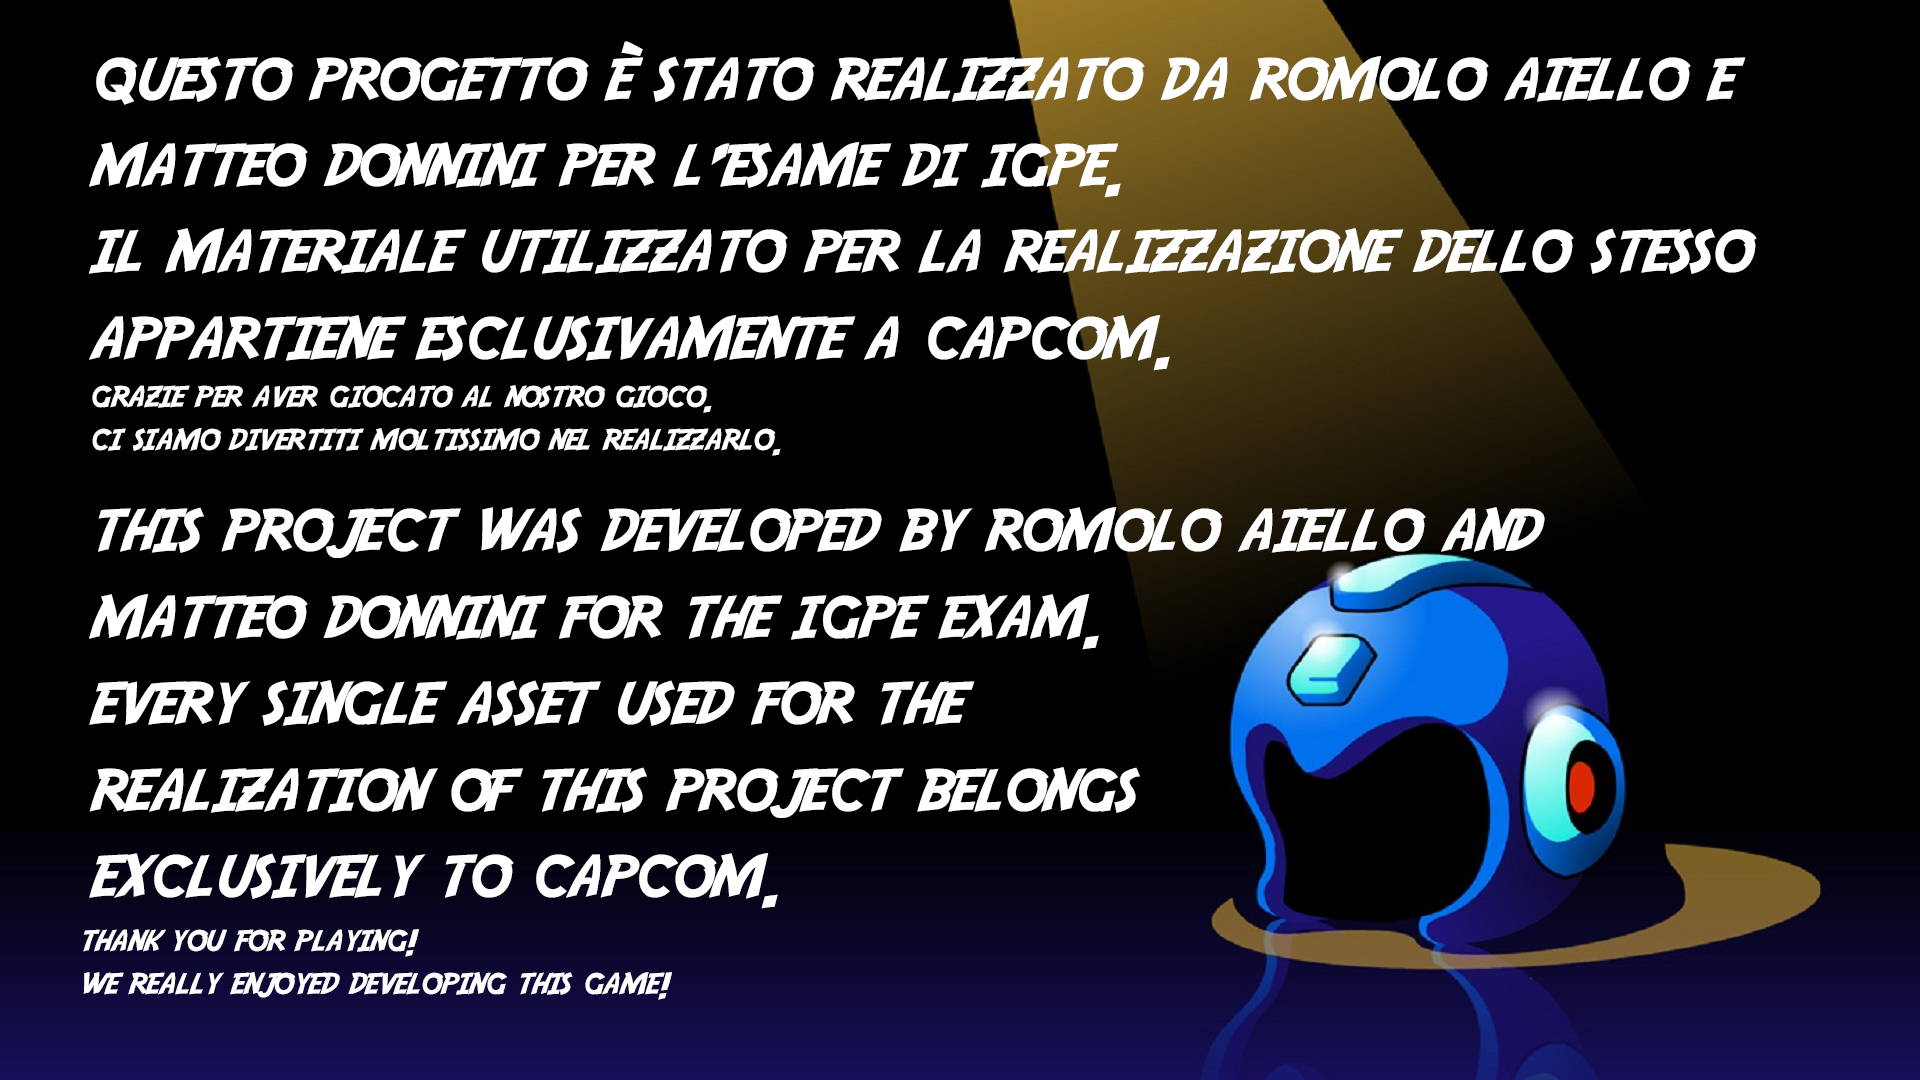 QUESTO PROGETTO È STATO REALIZZATO DA ROMOLO AIELLO E
MATTEO DONNINI PER L'ESAME DI IGPE.
IL MATERIALE UTILIZZATO PER LA REALIZZAZIONE DELLO STESSO
APPARTIENE ESCLUSIVAMENTE A CAPCOM.
GRAZIE PER AVER GIOCATO AL NOSTRO GIOCO.
CI SIAMO DIVERTITI MOLTISSIMO NEL REALIZZARLO.
THIS PROJECT WAS DEVELOPED BY ROMOLO AIELLO AND
MATTEO DONNINI FOR THE IGPE EXAM.
EVERY SINGLE ASSET USED FOR THE
REALIZATION OF THIS PROJECT BELONGS
EXCLUSIVELY TO CAPCOM.
THANK YOU FOR PLAYING!
WE REALLY ENJOYED DEVELOPING THIS GAME!